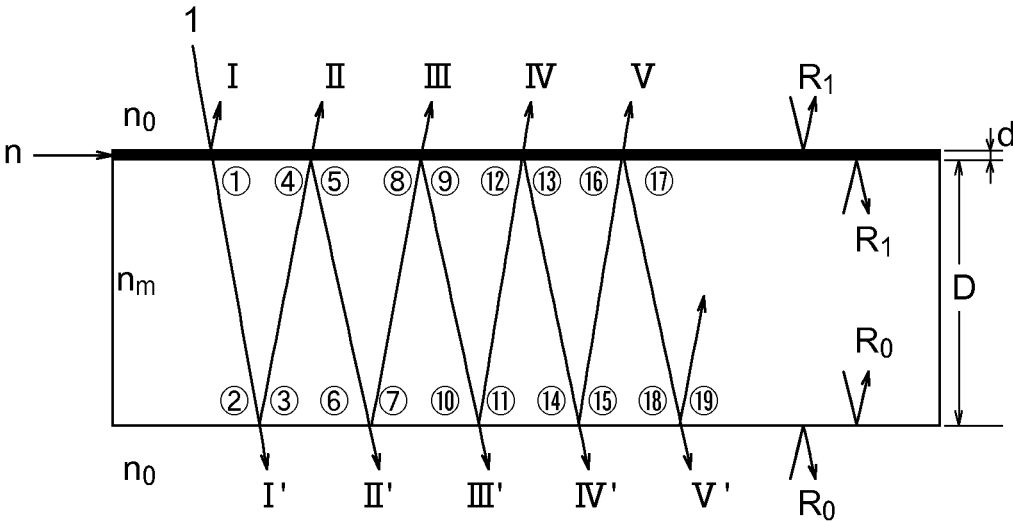 1
Ⅰ Ⅱ Ⅲ Ⅳ Ⅴ R₁
n₀
n d
① ④ ⑤ ⑧ ⑨ ⑫ ⑬ ⑯ ⑰
R₁
nₘ D
R₀
② ③ ⑥ ⑦ ⑩ ⑪ ⑭ ⑮ ⑱ ⑲
n₀
Ⅰ' Ⅱ' Ⅲ' Ⅳ' Ⅴ' R₀